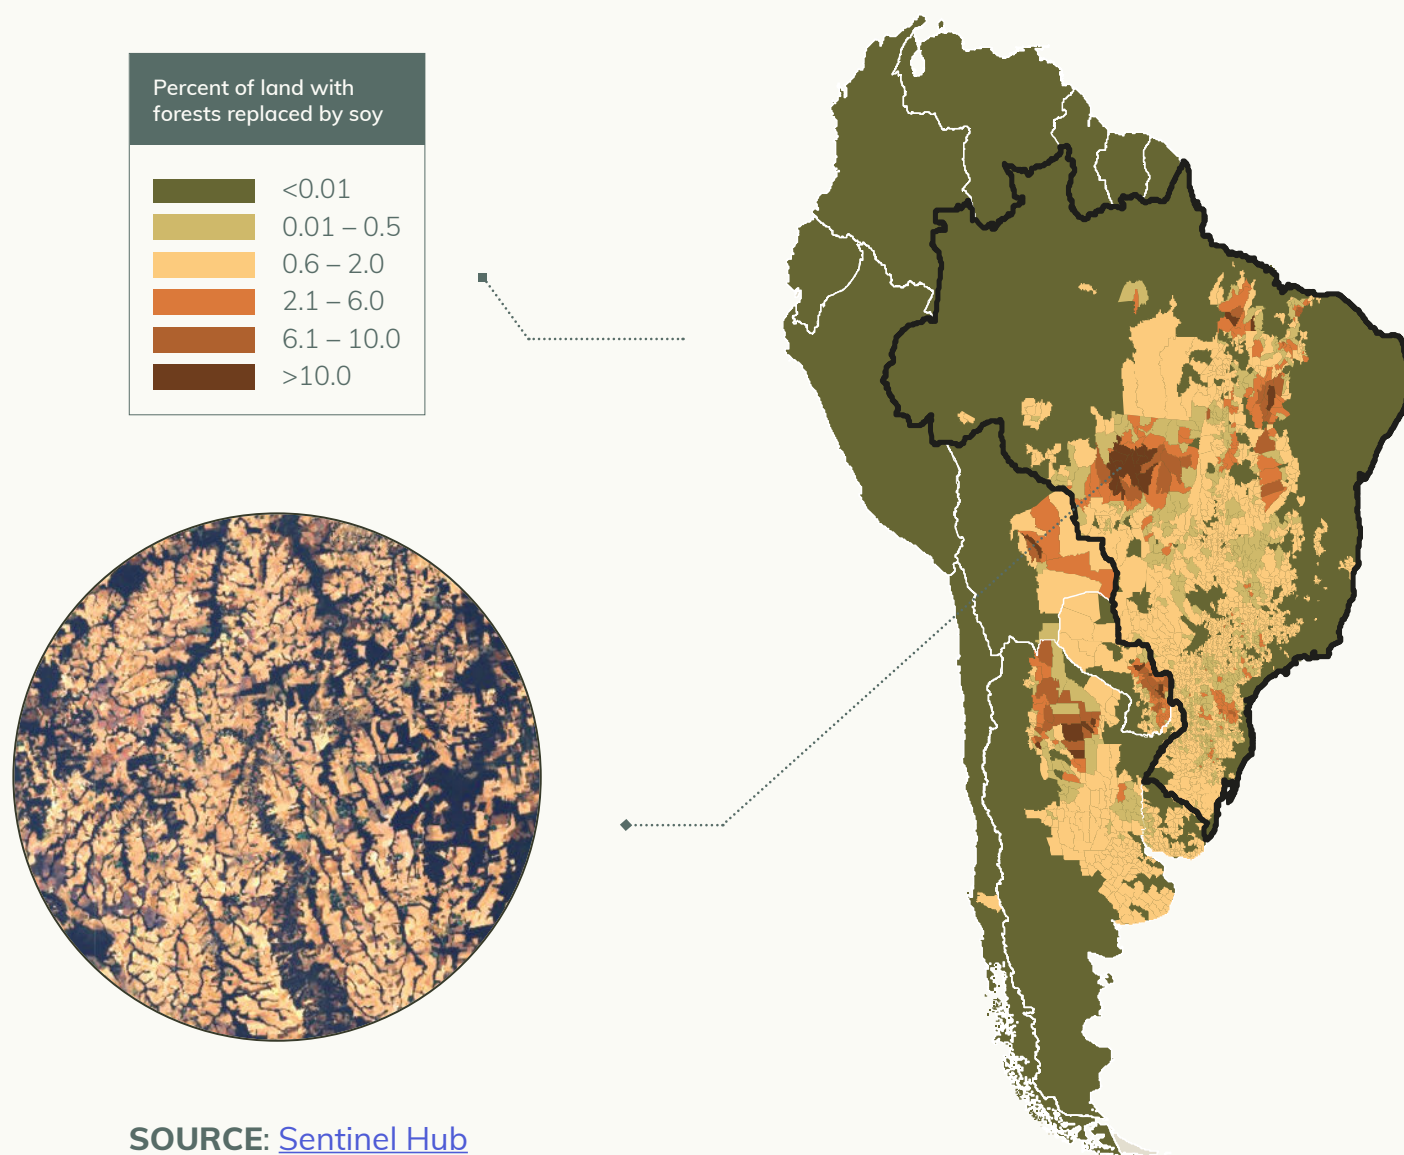 Percent of land with
forests replaced by soy
<0.01
0.01 – 0.5
0.6 – 2.0
2.1 – 6.0
6.1 – 10.0
>10.0
SOURCE: Sentinel Hub